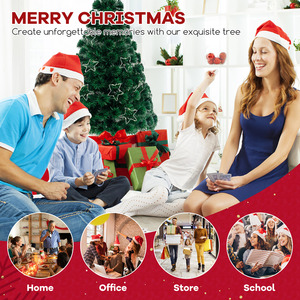 MERRY CHRISTMAS
Create unforgettable memories with our exquisite tree
Home
Office
Store
School